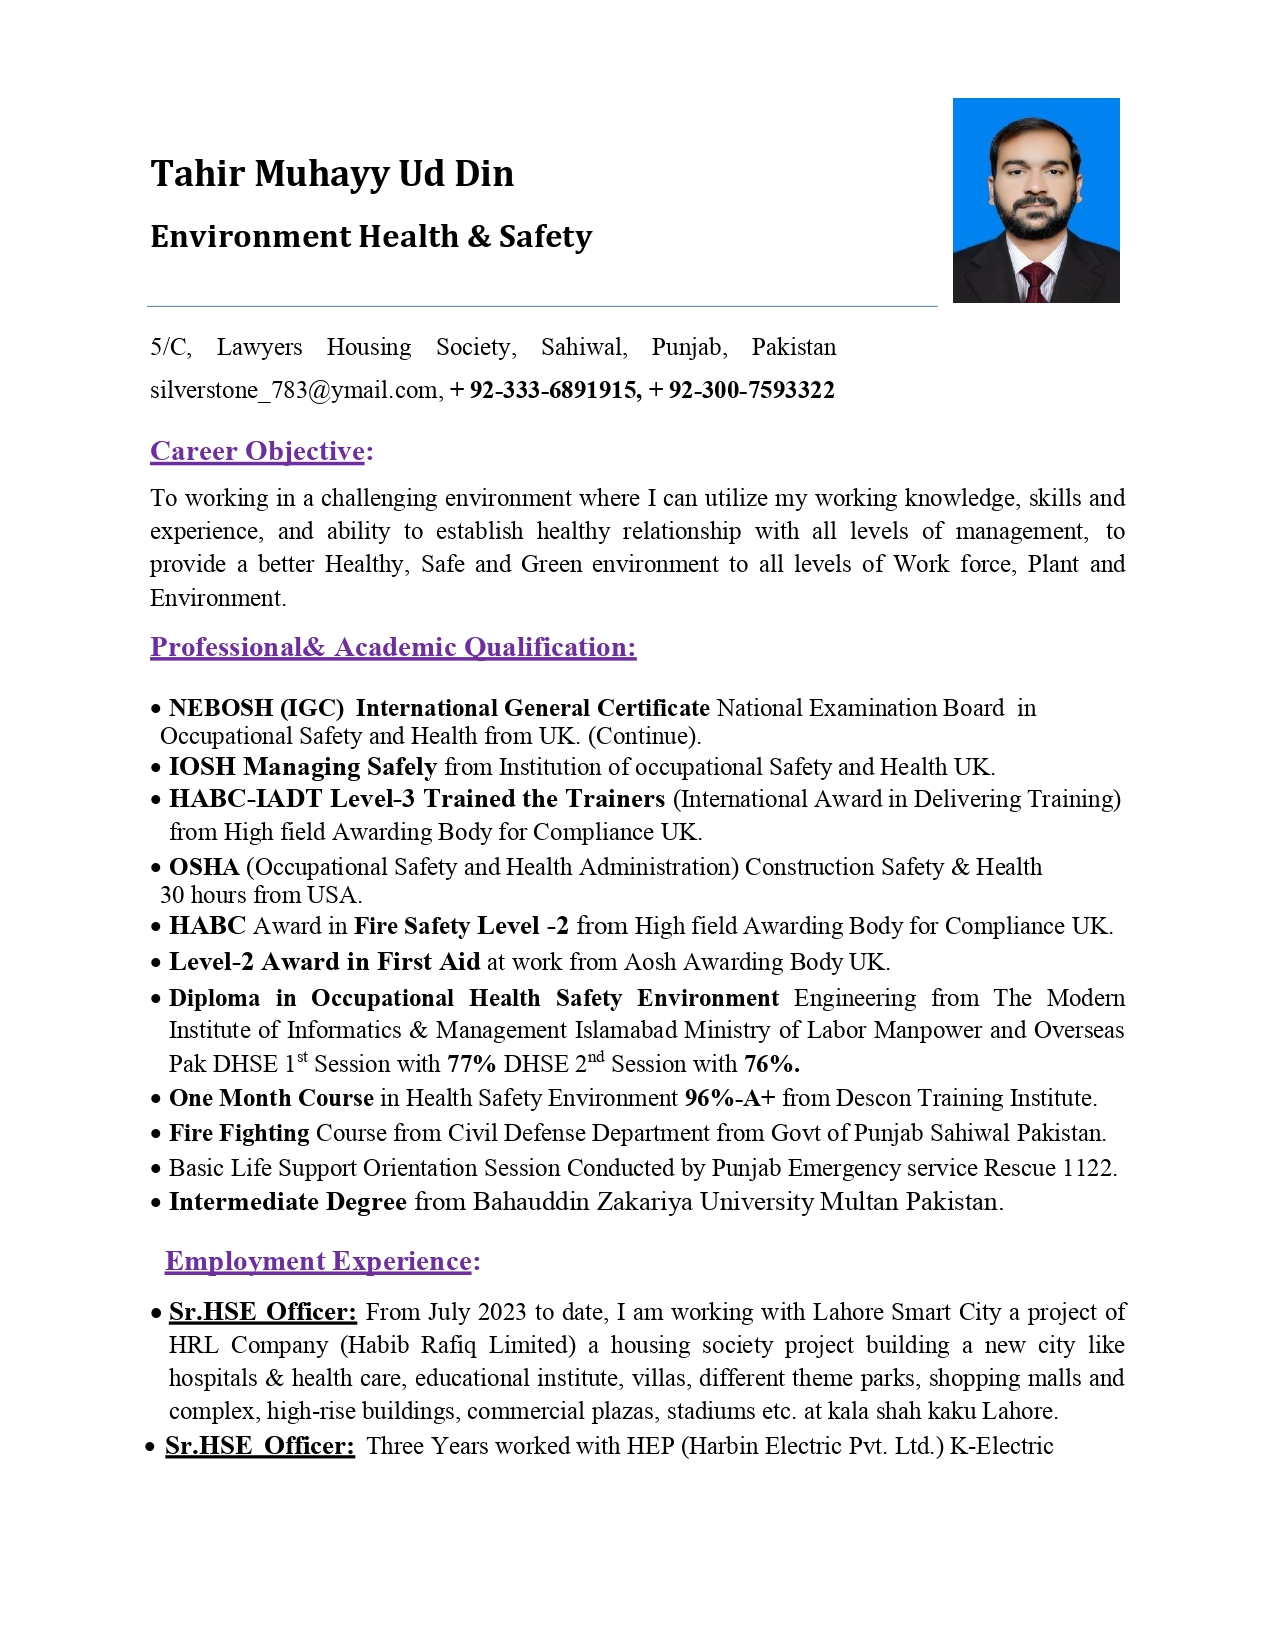 Tahir Muhayy Ud Din
Environment Health & Safety
5/C, Lawyers Housing Society, Sahiwal, Punjab, Pakistan
silverstone_783@ymail.com, + 92-333-6891915, + 92-300-7593322
Career Objective:
To working in a challenging environment where I can utilize my working knowledge, skills and
experience, and ability to establish healthy relationship with all levels of management, to
provide a better Healthy, Safe and Green environment to all levels of Work force, Plant and
Environment.
Professional& Academic Qualification:
• NEBOSH (IGC) International General Certificate National Examination Board in
Occupational Safety and Health from UK. (Continue).
• IOSH Managing Safely from Institution of occupational Safety and Health UK.
• HABC-IADT Level-3 Trained the Trainers (International Award in Delivering Training)
from High field Awarding Body for Compliance UK.
• OSHA (Occupational Safety and Health Administration) Construction Safety & Health
30 hours from USA.
• HABC Award in Fire Safety Level -2 from High field Awarding Body for Compliance UK.
• Level-2 Award in First Aid at work from Aosh Awarding Body UK.
• Diploma in Occupational Health Safety Environment Engineering from The Modern
Institute of Informatics & Management Islamabad Ministry of Labor Manpower and Overseas
Pak DHSE 1st Session with 77% DHSE 2nd Session with 76%.
• One Month Course in Health Safety Environment 96%-A+ from Descon Training Institute.
• Fire Fighting Course from Civil Defense Department from Govt of Punjab Sahiwal Pakistan.
• Basic Life Support Orientation Session Conducted by Punjab Emergency service Rescue 1122.
• Intermediate Degree from Bahauddin Zakariya University Multan Pakistan.
Employment Experience:
• Sr.HSE Officer: From July 2023 to date, I am working with Lahore Smart City a project of
HRL Company (Habib Rafiq Limited) a housing society project building a new city like
hospitals & health care, educational institute, villas, different theme parks, shopping malls and
complex, high-rise buildings, commercial plazas, stadiums etc. at kala shah kaku Lahore.
• Sr.HSE Officer: Three Years worked with HEP (Harbin Electric Pvt. Ltd.) K-Electric